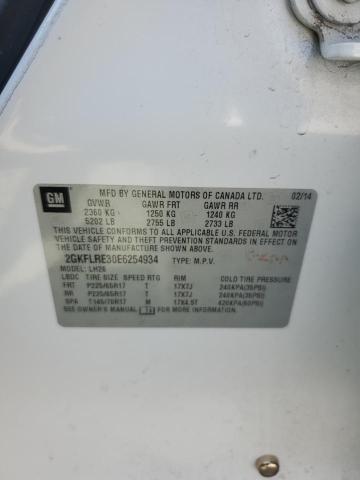 GM
MFD BY GENERAL MOTORS OF CANADA LTD. 02/14
GVWR GAWR FRT GAWR RR
2360 KG 1250 KG 1240 KG
5202 LB 2755 LB 2733 LB
THIS VEHICLE CONFORMS TO ALL APPLICABLE U.S. FEDERAL MOTOR
VEHICLE SAFETY, BUMPER, AND THEFT PREVENTION STANDARDS IN
EFFECT ON THE DATE OF MANUFACTURE SHOWN ABOVE.
2GKFLRE30E6254934 TYPE: M.P.V.
MODEL: LH26
LBDC TIRE SIZE SPEED RTG RIM COLD TIRE PRESSURE
FRT P225/65R17 T 17X7J 240KPA(35PSI)
RR P225/65R17 T 17X7J 240KPA(35PSI)
SPA T145/70R17 M 17X4.5T 420KPA(60PSI)
SEE OWNER'S MANUAL FOR MORE INFORMATION.